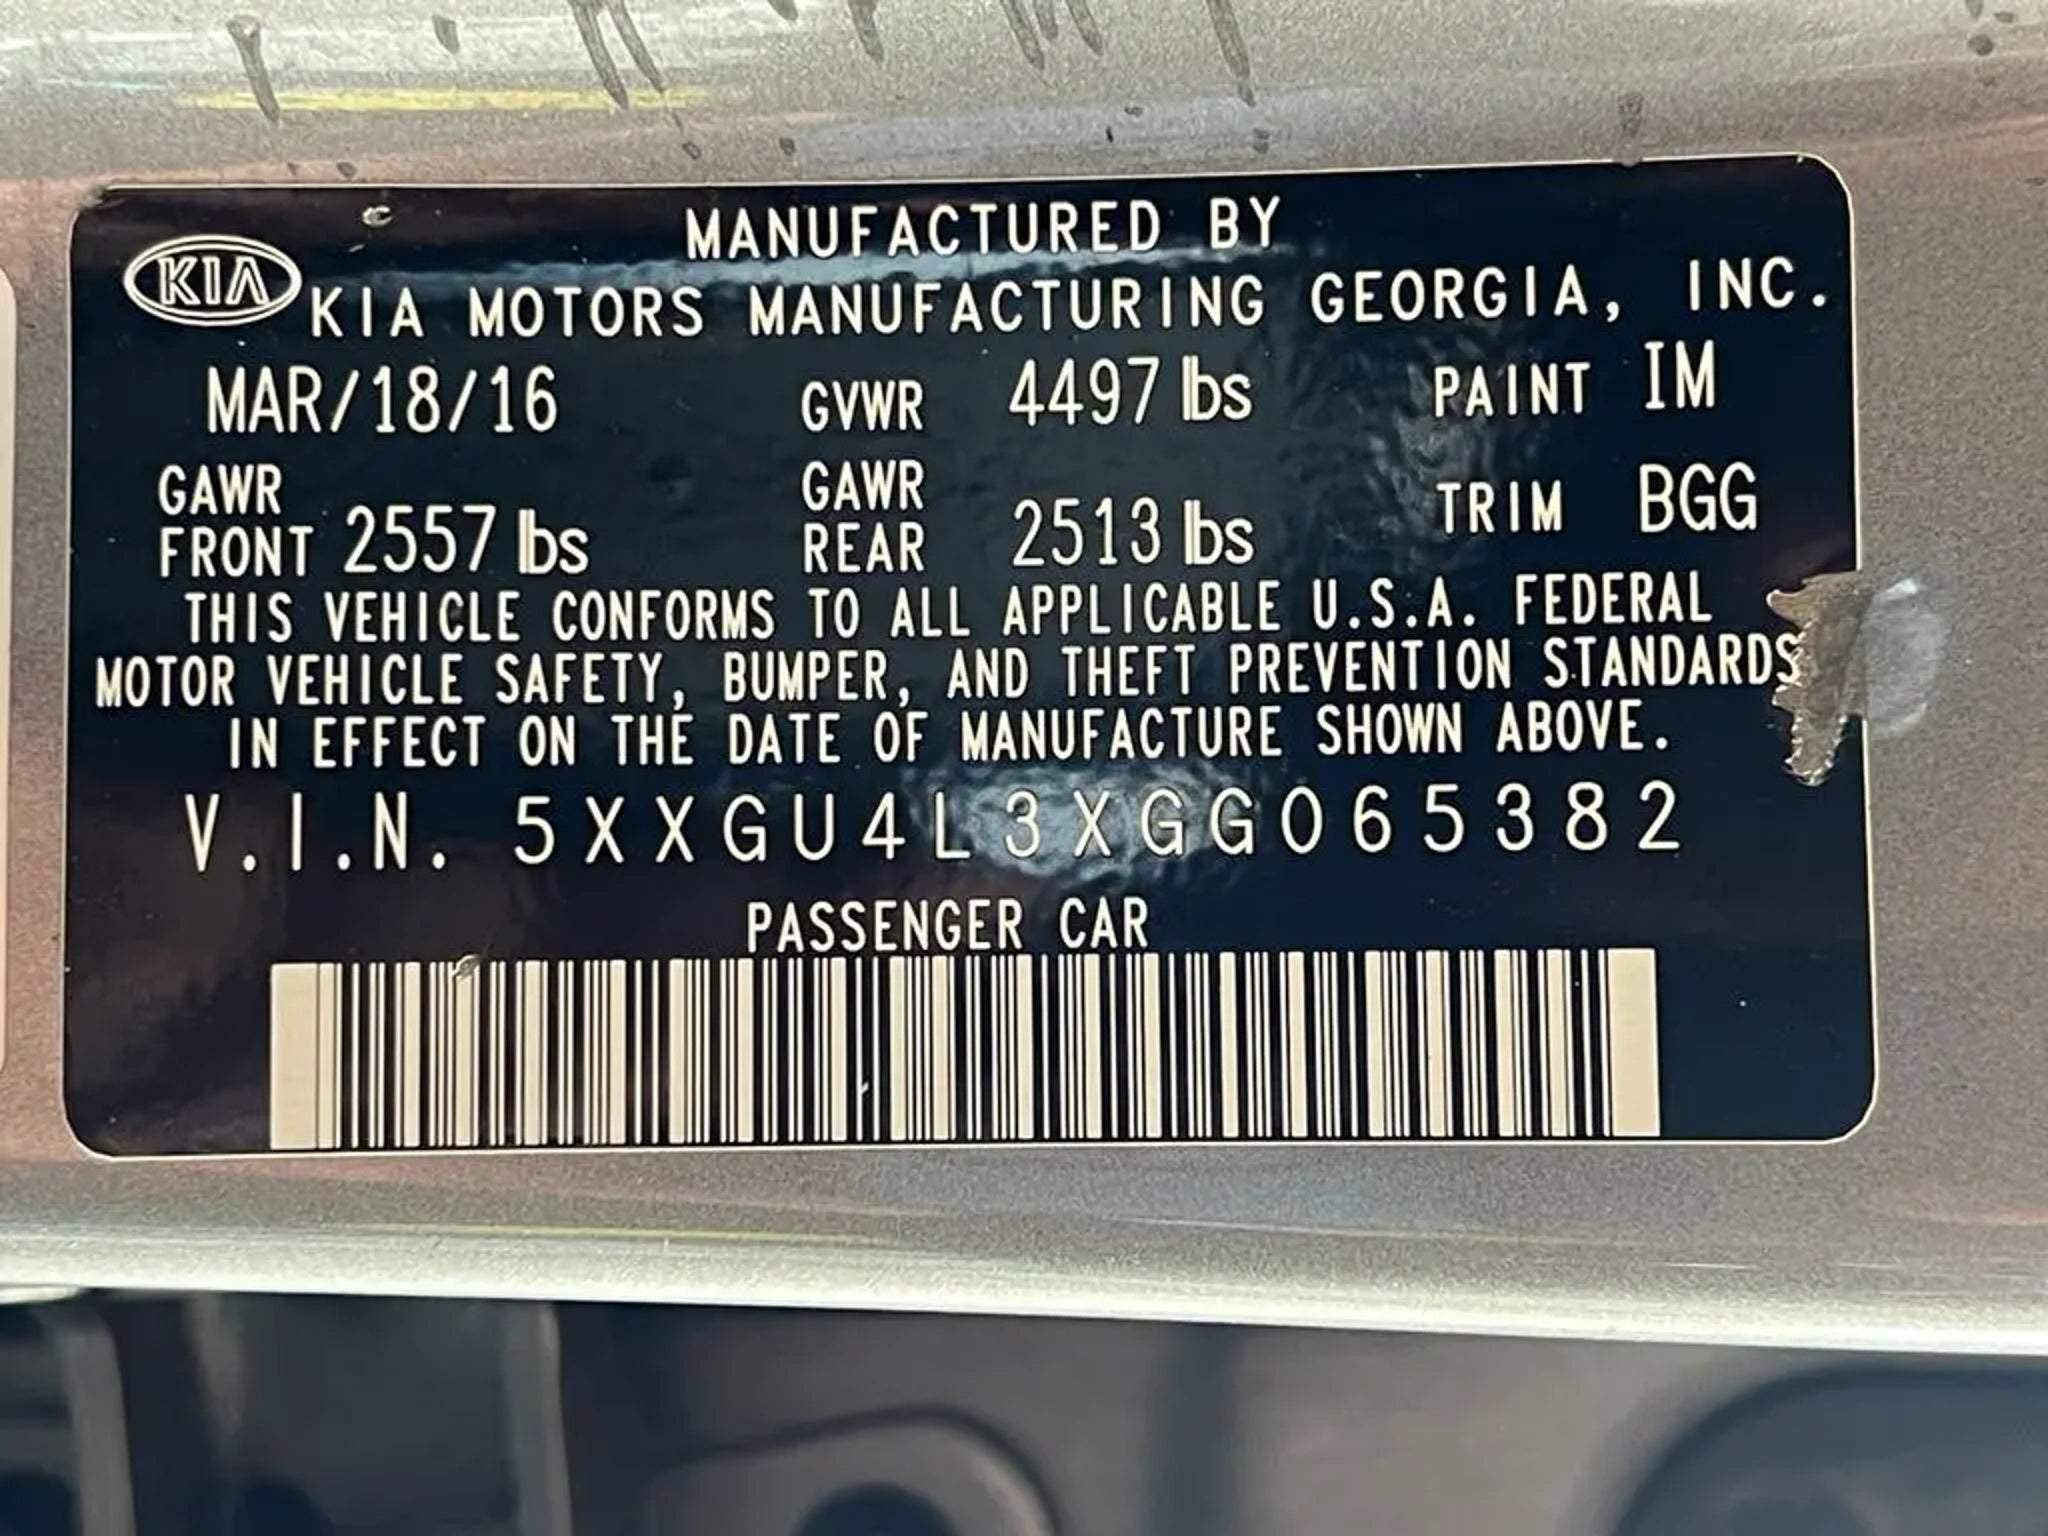 MANUFACTURED BY
KIA KIA MOTORS MANUFACTURING GEORGIA, INC.
MAR/18/16 GVWR 4497 lbs PAINT IM
GAWR FRONT 2557 lbs GAWR REAR 2513 lbs TRIM BGG
THIS VEHICLE CONFORMS TO ALL APPLICABLE U.S.A. FEDERAL
MOTOR VEHICLE SAFETY, BUMPER, AND THEFT PREVENTION STANDARDS
IN EFFECT ON THE DATE OF MANUFACTURE SHOWN ABOVE.
V.I.N. 5XXGU4L3XGG065382
PASSENGER CAR